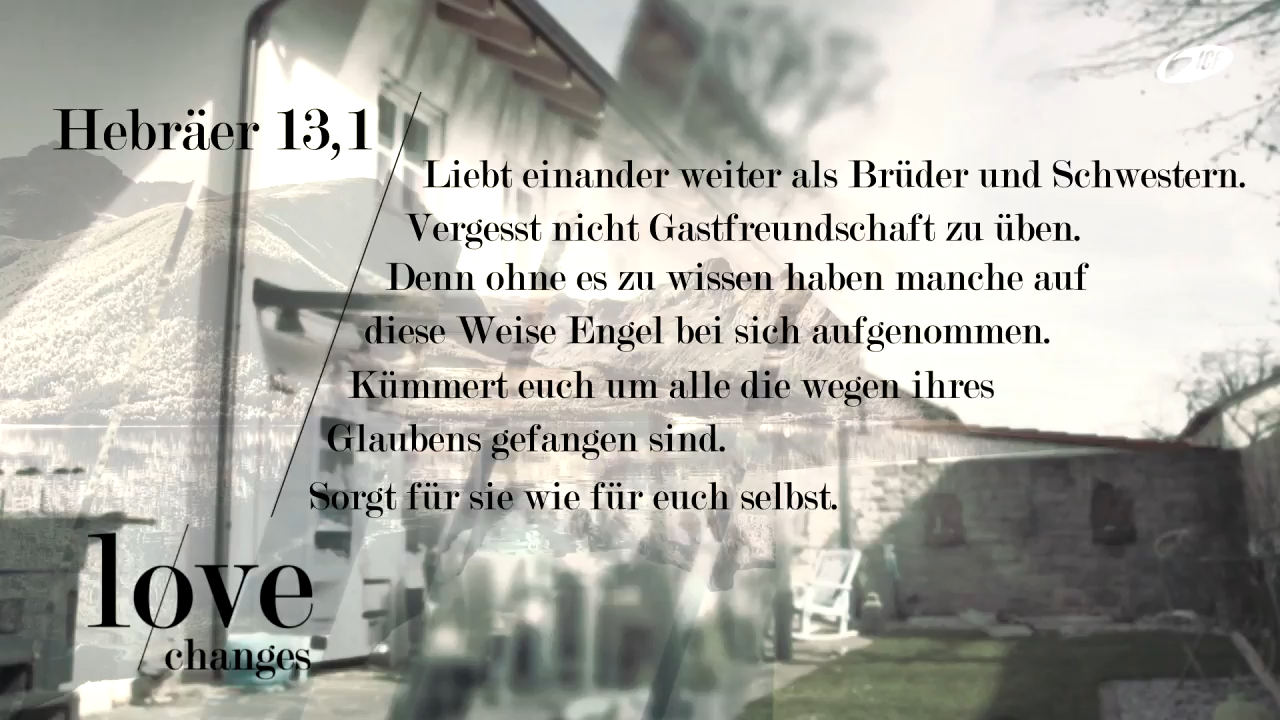 Hebräer 13,1
Liebt einander weiter als Brüder und Schwestern.
Vergesst nicht Gastfreundschaft zu üben.
Denn ohne es zu wissen haben manche auf
diese Weise Engel bei sich aufgenommen.
Kümmert euch um alle die wegen ihres
Glaubens gefangen sind.
Sorgt für sie wie für euch selbst.
love
changes
ICF